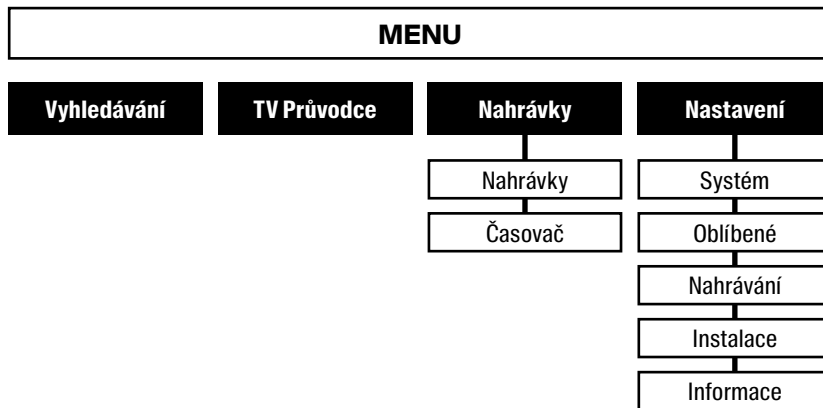 MENU
Vyhledávání TV Průvodce Nahrávky Nastavení
Nahrávky Systém
Časovač Oblíbené
Nahrávání
Instalace
Informace